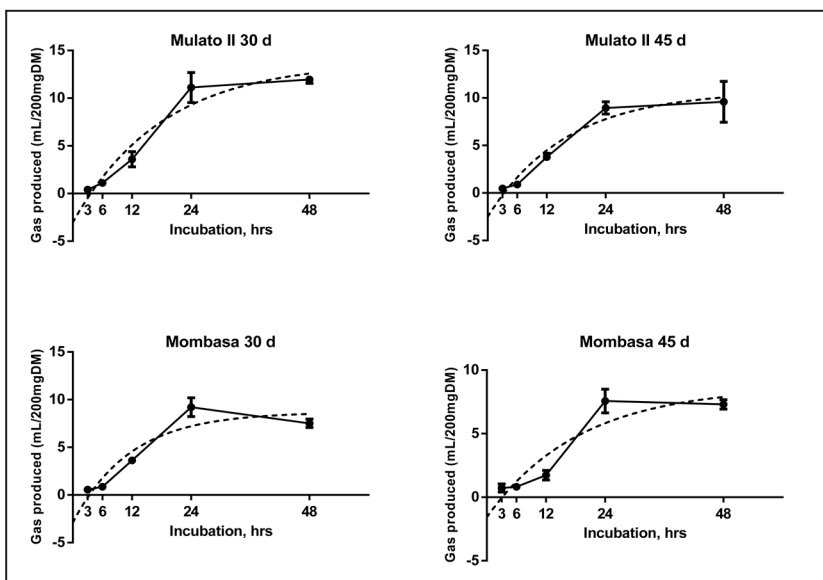 Mulato II 30 d
Gas produced (mL/200mgDM)
15
10
5
0
-5
3 6 12 24 48
Incubation, hrs
Mulato II 45 d
Gas produced (mL/200mgDM)
15
10
5
0
-5
3 6 12 24 48
Incubation, hrs
Mombasa 30 d
Gas produced (mL/200mgDM)
15
10
5
0
-5
3 6 12 24 48
Incubation, hrs
Mombasa 45 d
Gas produced (mL/200mgDM)
10
5
0
-5
3 6 12 24 48
Incubation, hrs